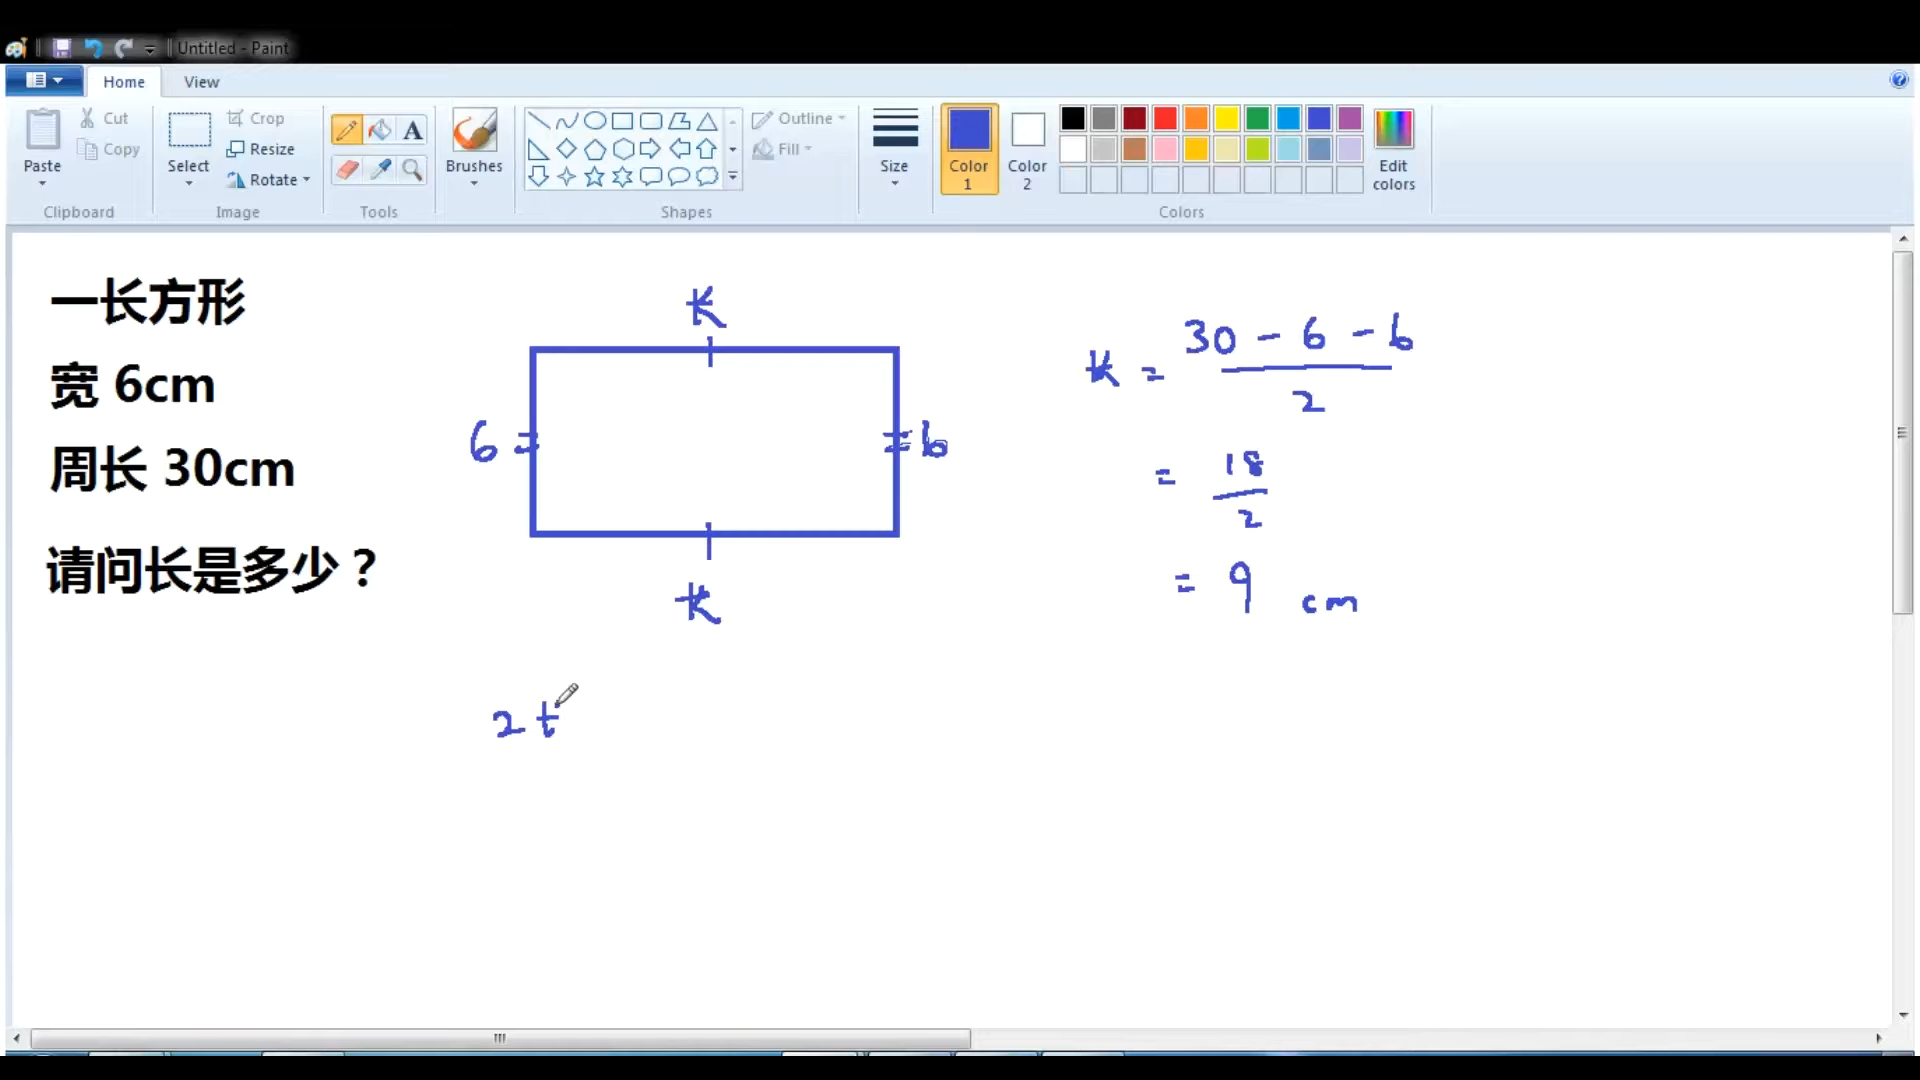 Untitled - Paint
Home View
Paste
Cut
Copy
Clipboard
Select
Crop
Resize
Rotate
Image
A
Tools
Brushes
Shapes
Outline
Fill
Size
Color 1
Color 2
Edit colors
Colors
一长方形
宽 6cm
周长 30cm
请问长是多少？
长
6 = = 6
长
长 = 30 - 6 - 6
2
= 18
2
= 9 cm
2 t